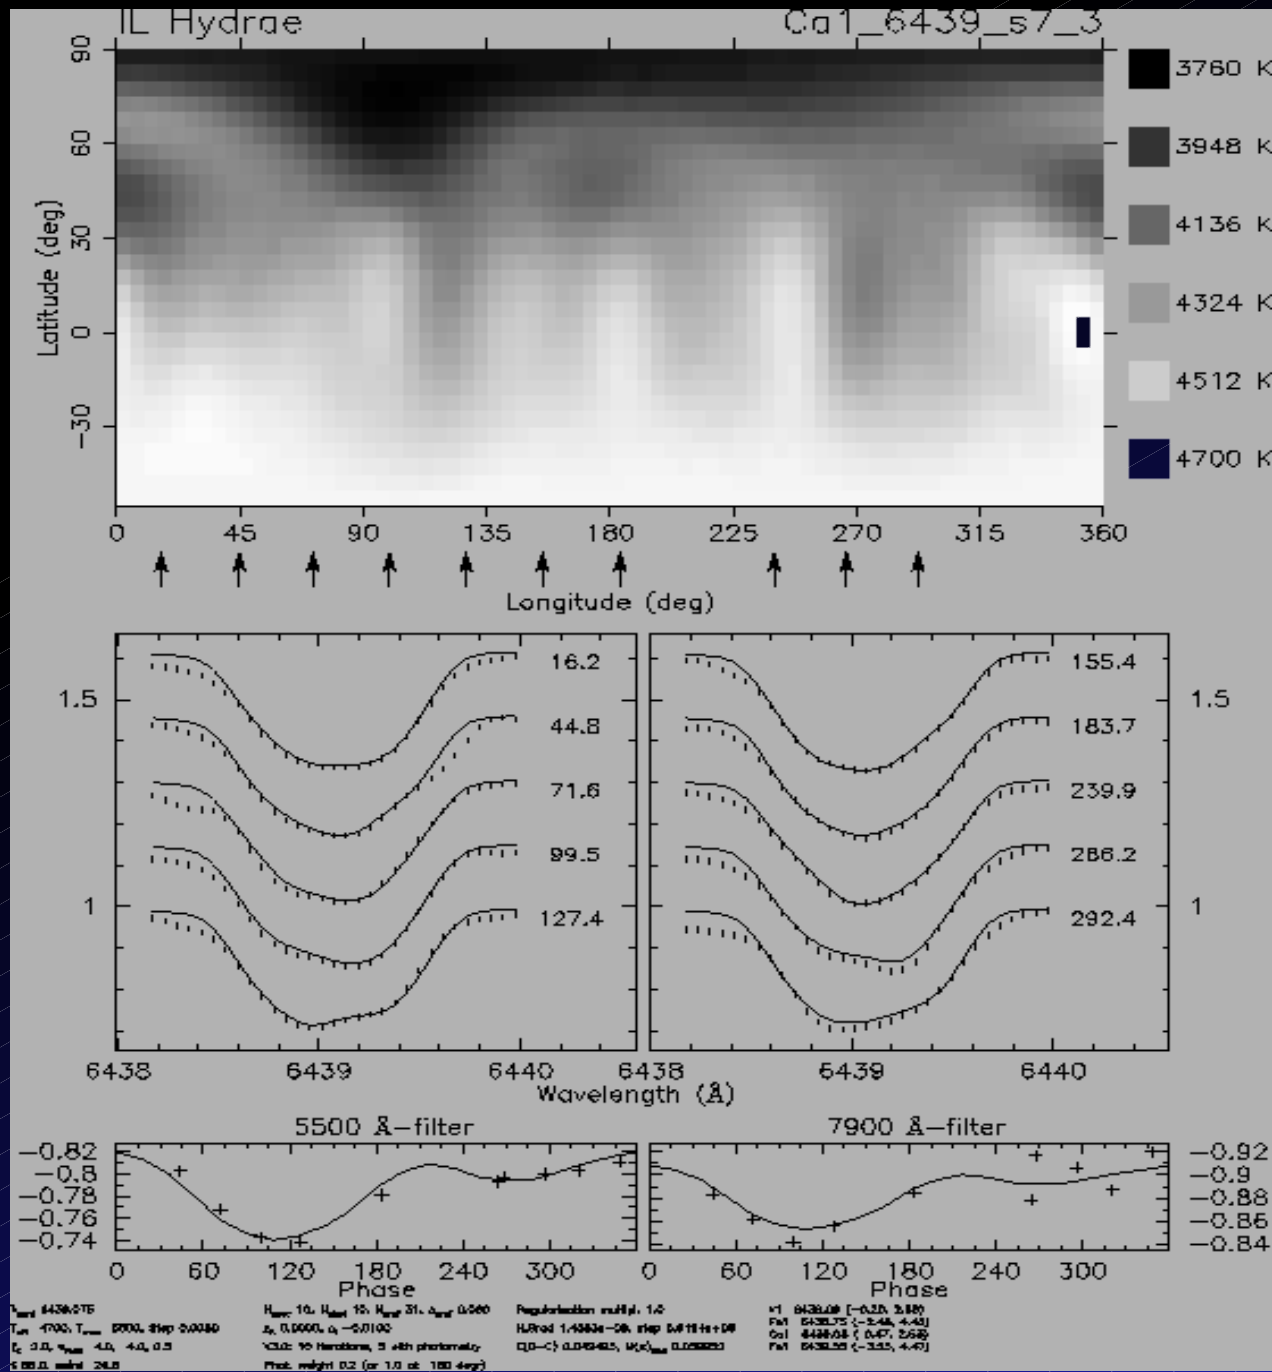 IL Hydrae
Ca1_6439_s7_3
90
60
30
0
−30
Latitude (deg)
3760 K
3948 K
4136 K
4324 K
4512 K
4700 K
0 45 90 135 180 225 270 315 360
Longitude (deg)
1.5
1
16.2
44.8
71.6
99.5
127.4
155.4
183.7
239.9
286.2
292.4
1.5
1
6438 6439 6440 6438 6439 6440
Wavelength (Å)
5500 Å−filter
7900 Å−filter
−0.82
−0.8
−0.78
−0.76
−0.74
−0.92
−0.9
−0.88
−0.86
−0.84
0 60 120 180 240 300 0 60 120 180 240 300
Phase
Phase